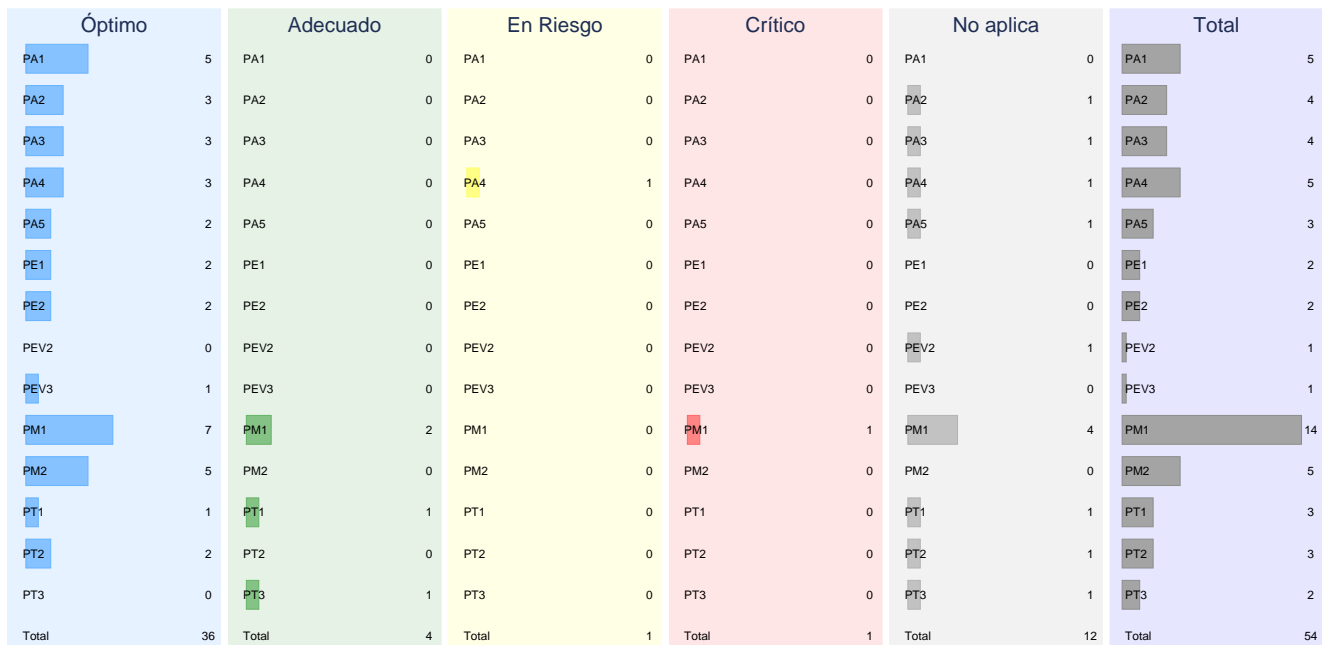 Óptimo Adecuado En Riesgo Crítico No aplica Total
PA1 5 PA1 0 PA1 0 PA1 0 PA1 0 PA1 5
PA2 3 PA2 0 PA2 0 PA2 0 PA2 1 PA2 4
PA3 3 PA3 0 PA3 0 PA3 0 PA3 1 PA3 4
PA4 3 PA4 0 PA4 1 PA4 0 PA4 1 PA4 5
PA5 2 PA5 0 PA5 0 PA5 0 PA5 1 PA5 3
PE1 2 PE1 0 PE1 0 PE1 0 PE1 0 PE1 2
PE2 2 PE2 0 PE2 0 PE2 0 PE2 0 PE2 2
PEV2 0 PEV2 0 PEV2 0 PEV2 0 PEV2 1 PEV2 1
PEV3 1 PEV3 0 PEV3 0 PEV3 0 PEV3 0 PEV3 1
PM1 7 PM1 2 PM1 0 PM1 1 PM1 4 PM1 14
PM2 5 PM2 0 PM2 0 PM2 0 PM2 0 PM2 5
PT1 1 PT1 1 PT1 0 PT1 0 PT1 1 PT1 3
PT2 2 PT2 0 PT2 0 PT2 0 PT2 1 PT2 3
PT3 0 PT3 1 PT3 0 PT3 0 PT3 1 PT3 2
Total 36 Total 4 Total 1 Total 1 Total 12 Total 54